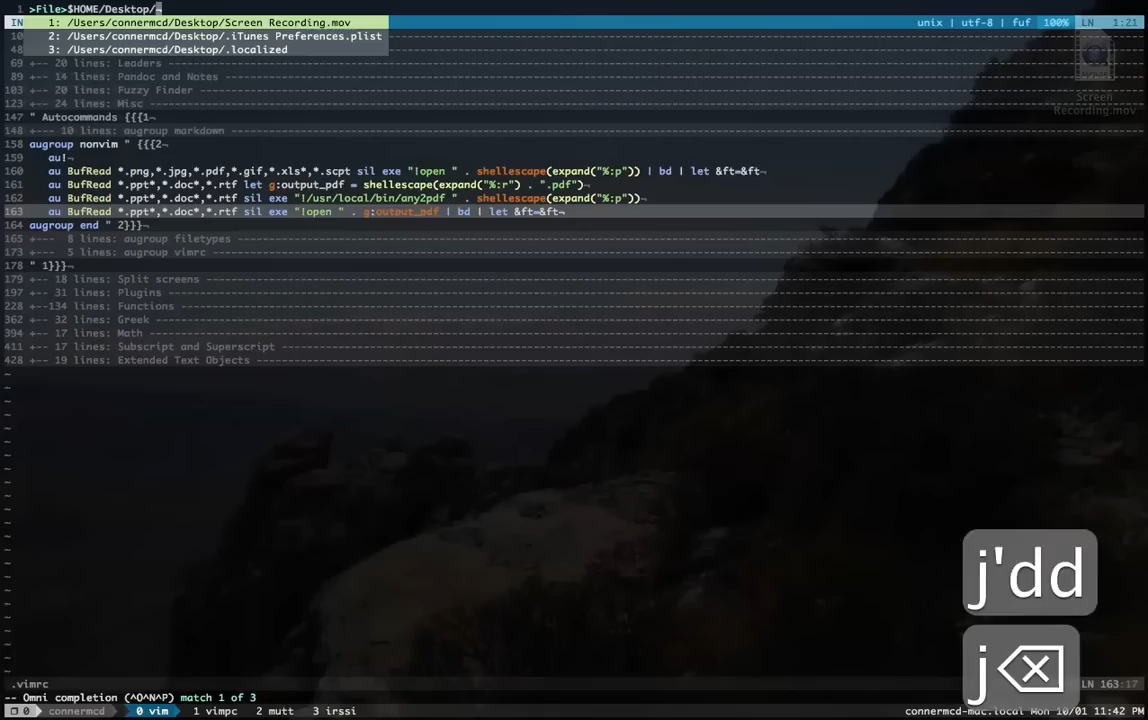 1 >File>$HOME/Desktop/¬
1: /Users/connermcd/Desktop/Screen Recording.mov
2: /Users/connermcd/Desktop/.iTunes Preferences.plist
3: /Users/connermcd/Desktop/.localized
IN
unix | utf-8 | fuf 100% LN 1:21
10
48
69 +-- 20 lines: Leaders
89 +-- 14 lines: Pandoc and Notes
103 +-- 20 lines: Fuzzy Finder
123 +-- 24 lines: Misc
Screen Recording.mov
147 " Autocommands {{{1¬
148 +--- 10 lines: augroup markdown
158 augroup nonvim " {{{2¬
159 au!¬
160 au BufRead *.png,*.jpg,*.pdf,*.gif,*.xls*,*.scpt sil exe "!open " . shellescape(expand("%:p")) | bd | let &ft=&ft¬
161 au BufRead *.ppt*,*.doc*,*.rtf let g:output_pdf = shellescape(expand("%:r") . ".pdf")¬
162 au BufRead *.ppt*,*.doc*,*.rtf sil exe "!/usr/local/bin/any2pdf " . shellescape(expand("%:p"))¬
163 au BufRead *.ppt*,*.doc*,*.rtf sil exe "!open " . g:output_pdf | bd | let &ft=&ft¬
164 augroup end " 2}}}¬
165 +--- 8 lines: augroup filetypes
173 +--- 5 lines: augroup vimrc
178 " 1}}}¬
179 +-- 18 lines: Split screens
197 +-- 31 lines: Plugins
228 +--134 lines: Functions
362 +-- 32 lines: Greek
394 +-- 17 lines: Math
411 +-- 17 lines: Subscript and Superscript
428 +-- 19 lines: Extended Text Objects
j'dd
j⌫
.vimrc LN 163:17
-- Omni completion (^O^N^P) match 1 of 3
0 connermcd 0 vim 1 vimpc 2 mutt 3 irssi connermcd-mac.local Mon 10/01 11:42 PM